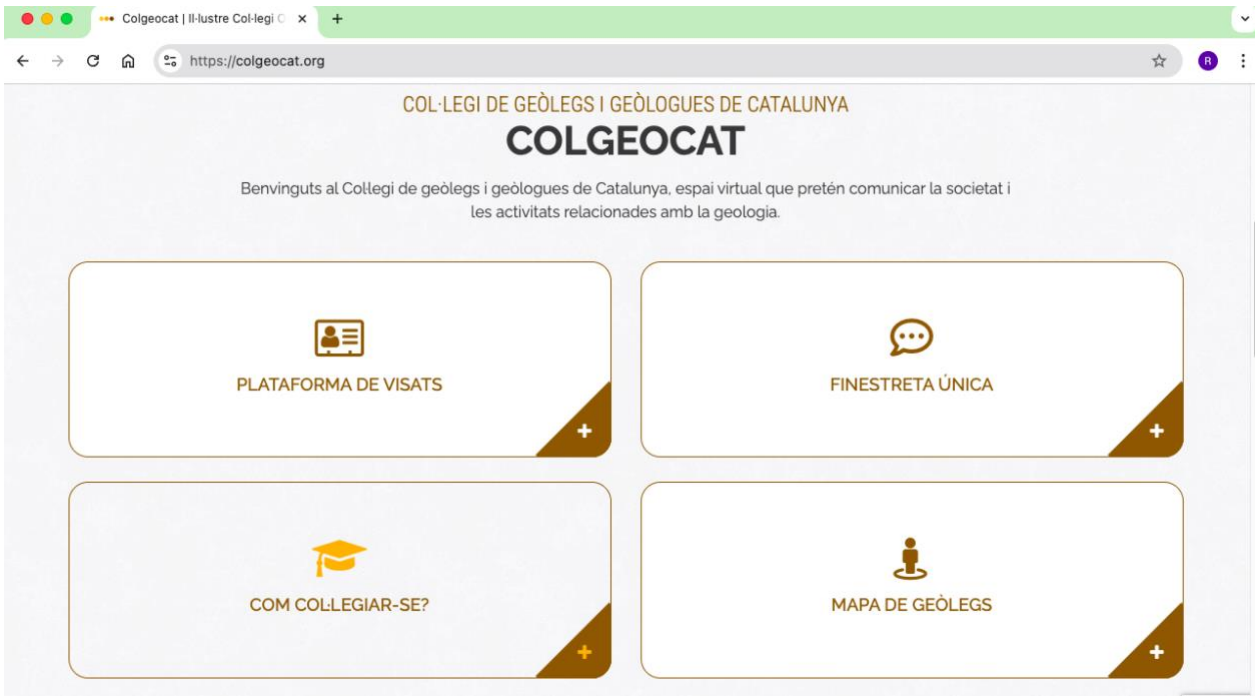 Colgeocat | Il·lustre Col·legi
https://colgeocat.org
R
COL·LEGI DE GEÒLEGS I GEÒLOGUES DE CATALUNYA
COLGEOCAT
Benvinguts al Col·legi de geòlegs i geòlogues de Catalunya, espai virtual que pretén comunicar la societat i
les activitats relacionades amb la geologia.
PLATAFORMA DE VISATS
FINESTRETA ÚNICA
COM COL·LEGIAR-SE?
MAPA DE GEÒLEGS